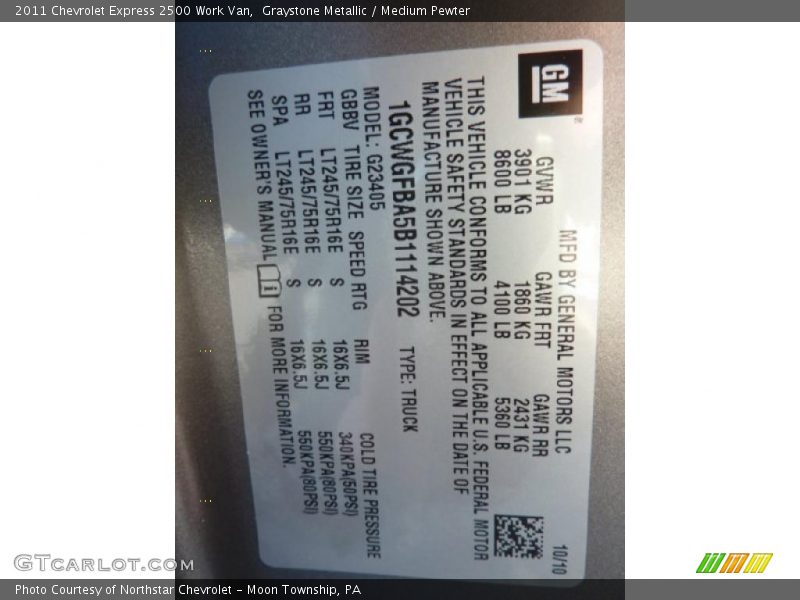 2011 Chevrolet Express 2500 Work Van,  Graystone Metallic / Medium Pewter
GM
®
MFD BY GENERAL MOTORS LLC 10/10
GVWR GAWR FRT GAWR RR
3901 KG 1860 KG 2431 KG
8600 LB 4100 LB 5360 LB
THIS VEHICLE CONFORMS TO ALL APPLICABLE U.S. FEDERAL MOTOR
VEHICLE SAFETY STANDARDS IN EFFECT ON THE DATE OF
MANUFACTURE SHOWN ABOVE.
1GCWGFBA5B1114202 TYPE: TRUCK
MODEL: G23405
GBBV TIRE SIZE SPEED RTG RIM COLD TIRE PRESSURE
FRT LT245/75R16E S 16X6.5J 340KPA(50PSI)
RR LT245/75R16E S 16X6.5J 550KPA(80PSI)
SPA LT245/75R16E S 16X6.5J 550KPA(80PSI)
SEE OWNER'S MANUAL FOR MORE INFORMATION.
GTcarlot.com
Photo Courtesy of Northstar Chevrolet – Moon Township, PA